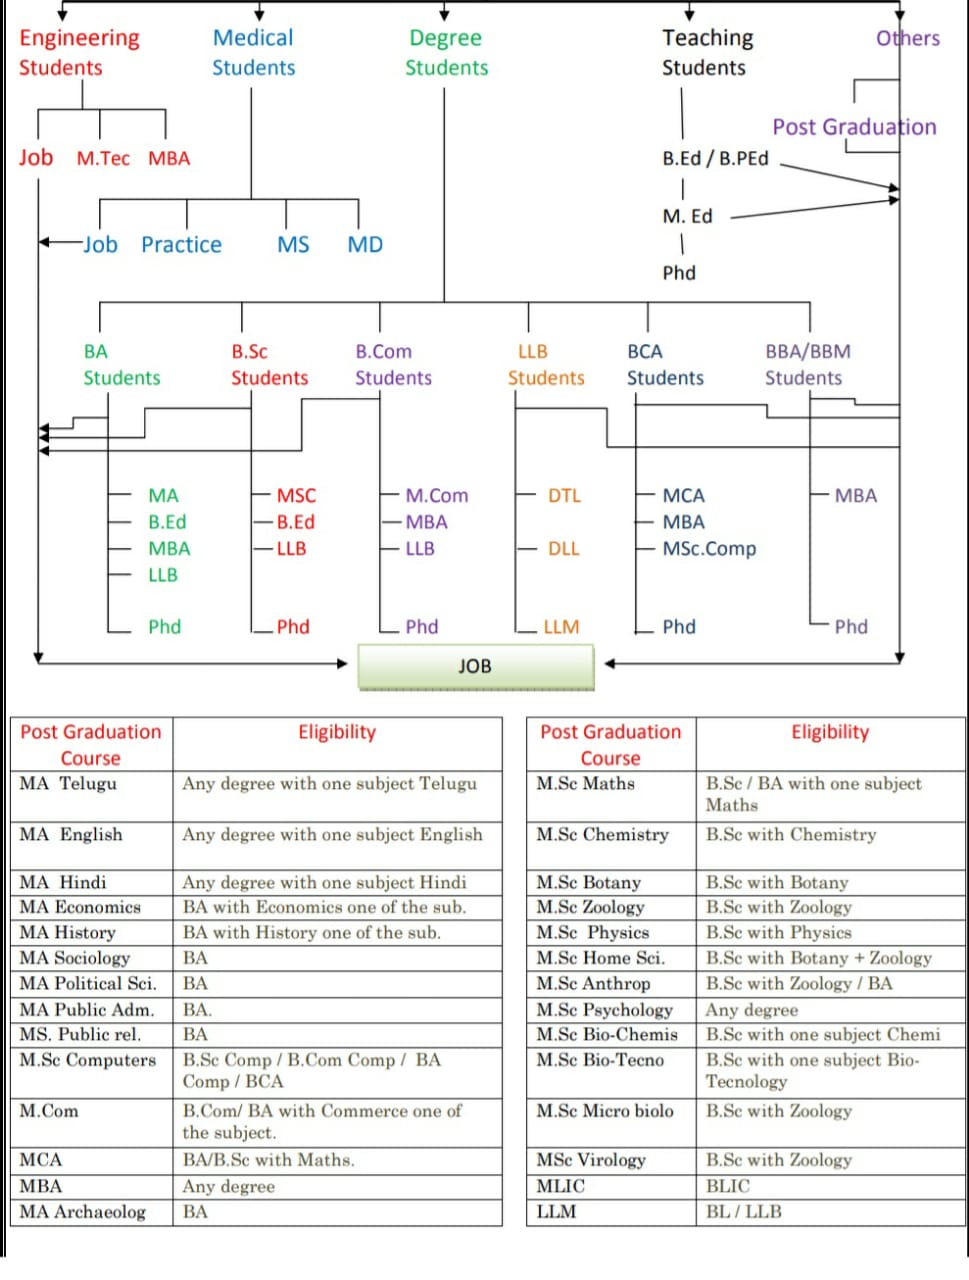 Engineering Students
Medical Students
Degree Students
Teaching Students
Others
Post Graduation
Job M.Tec MBA
B.Ed / B.PEd
M. Ed
Phd
Job Practice MS MD
BA Students
B.Sc Students
B.Com Students
LLB Students
BCA Students
BBA/BBM Students
MA
B.Ed
MBA
LLB
Phd
MSC
B.Ed
LLB
Phd
M.Com
MBA
LLB
Phd
DTL
DLL
LLM
MCA
MBA
MSc.Comp
Phd
MBA
Phd
JOB
Post Graduation Course Eligibility
MA Telugu Any degree with one subject Telugu
MA English Any degree with one subject English
MA Hindi Any degree with one subject Hindi
MA Economics BA with Economics one of the sub.
MA History BA with History one of the sub.
MA Sociology BA
MA Political Sci. BA
MA Public Adm. BA.
MS. Public rel. BA
M.Sc Computers B.Sc Comp / B.Com Comp / BA
Comp / BCA
M.Com B.Com/ BA with Commerce one of
the subject.
MCA BA/B.Sc with Maths.
MBA Any degree
MA Archaeolog BA
Post Graduation Course Eligibility
M.Sc Maths B.Sc / BA with one subject
Maths
M.Sc Chemistry B.Sc with Chemistry
M.Sc Botany B.Sc with Botany
M.Sc Zoology B.Sc with Zoology
M.Sc Physics B.Sc with Physics
M.Sc Home Sci. B.Sc with Botany + Zoology
M.Sc Anthrop B.Sc with Zoology / BA
M.Sc Psychology Any degree
M.Sc Bio-Chemis B.Sc with one subject Chemi
M.Sc Bio-Tecno B.Sc with one subject Bio-
Tecnology
M.Sc Micro biolo B.Sc with Zoology
MSc Virology B.Sc with Zoology
MLIC BLIC
LLM BL / LLB